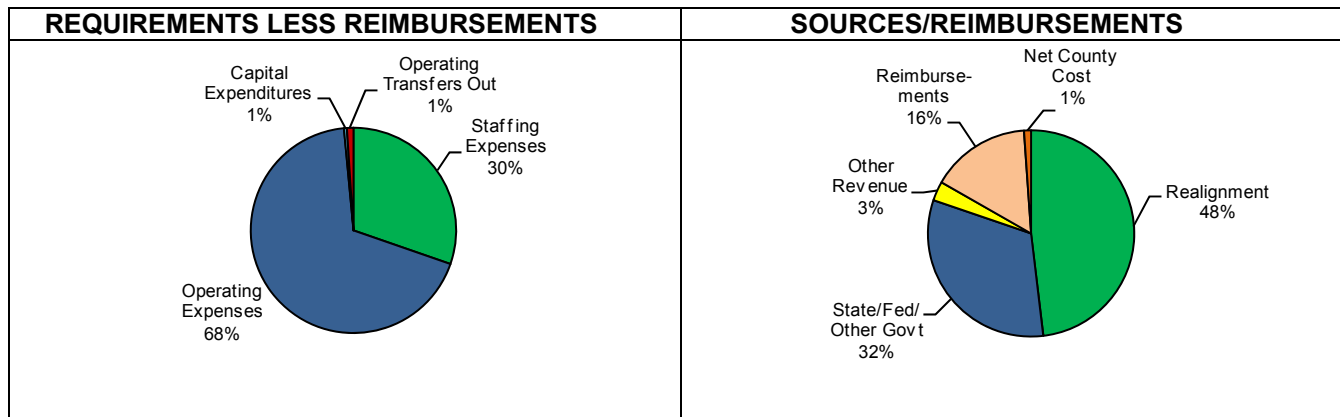 REQUIREMENTS LESS REIMBURSEMENTS
Capital
Expenditures
1%
Operating
Transfers Out
1%
Staffing
Expenses
30%
Operating
Expenses
68%
SOURCES/REIMBURSEMENTS
Net County
Cost
1%
Reimburse-
ments
16%
Other
Revenue
3%
Realignment
48%
State/Fed/
Other Govt
32%